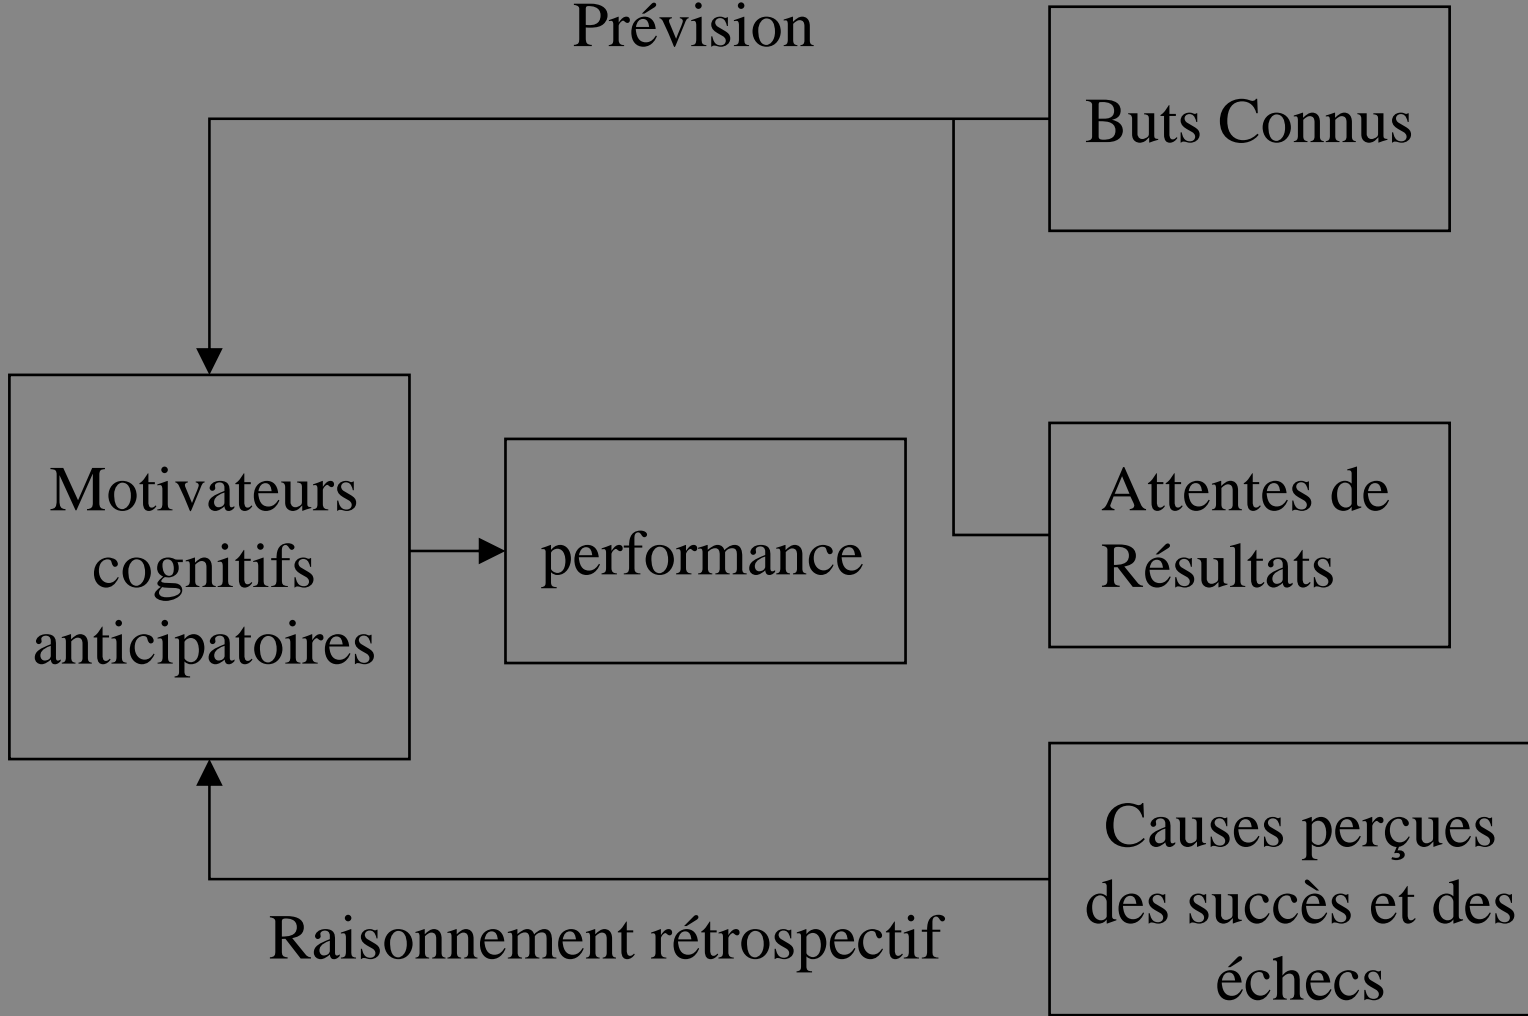 Prévision
Buts Connus
Motivateurs
cognitifs
anticipatoires
performance
Attentes de
Résultats
Causes perçues
des succès et des
échecs
Raisonnement rétrospectif